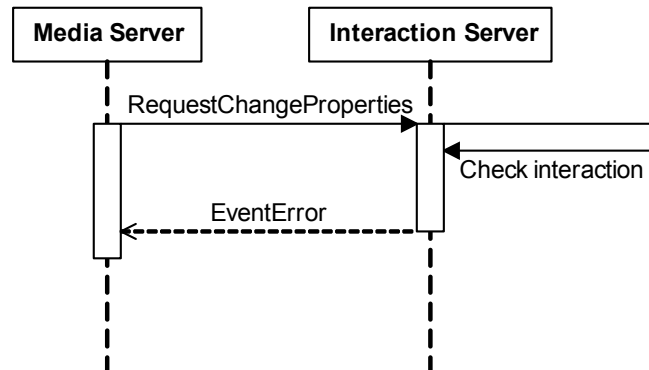 Media Server
Interaction Server
RequestChangeProperties
Check interaction
EventError